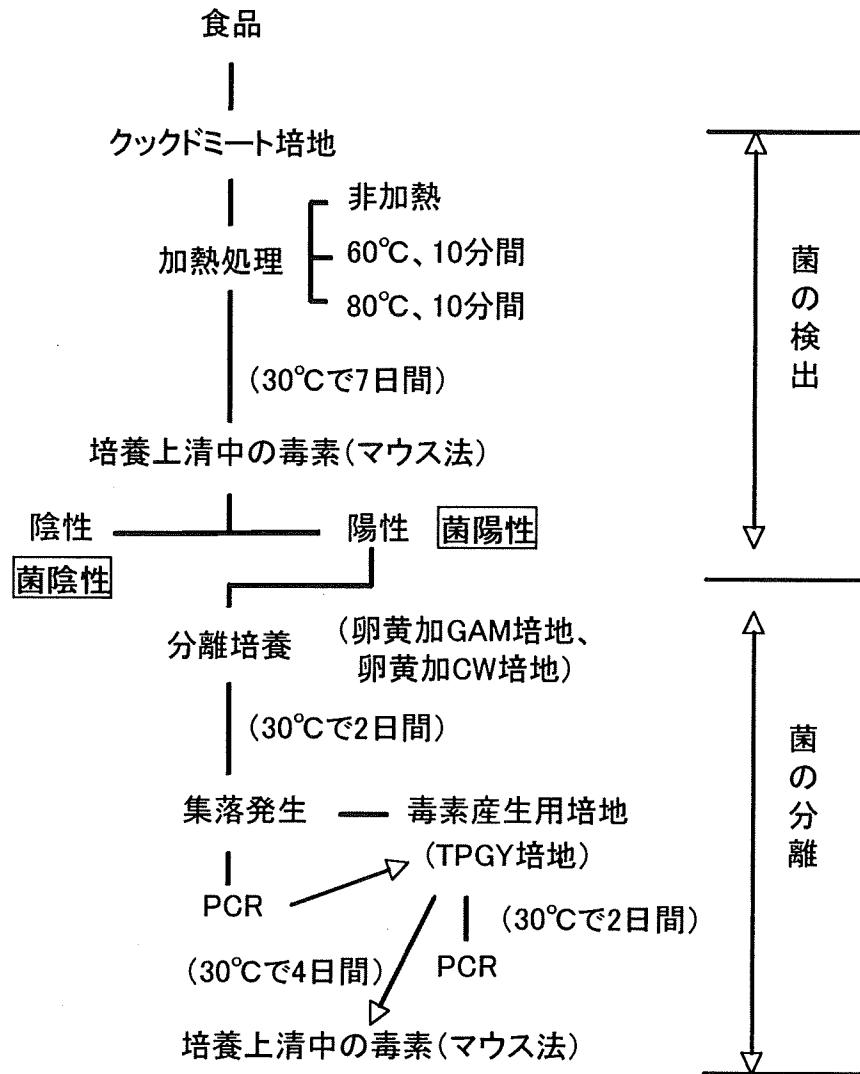 食品
クックドミート培地
加熱処理
非加熱
60℃、10分間
80℃、10分間
(30℃で7日間)
培養上清中の毒素(マウス法)
陰性
陽性
菌陽性
菌陰性
分離培養
(卵黄加GAM培地、
卵黄加CW培地)
(30℃で2日間)
集落発生
毒素産生用培地
(TPGY培地)
PCR
(30℃で2日間)
(30℃で4日間)
PCR
培養上清中の毒素(マウス法)
菌の検出
菌の分離